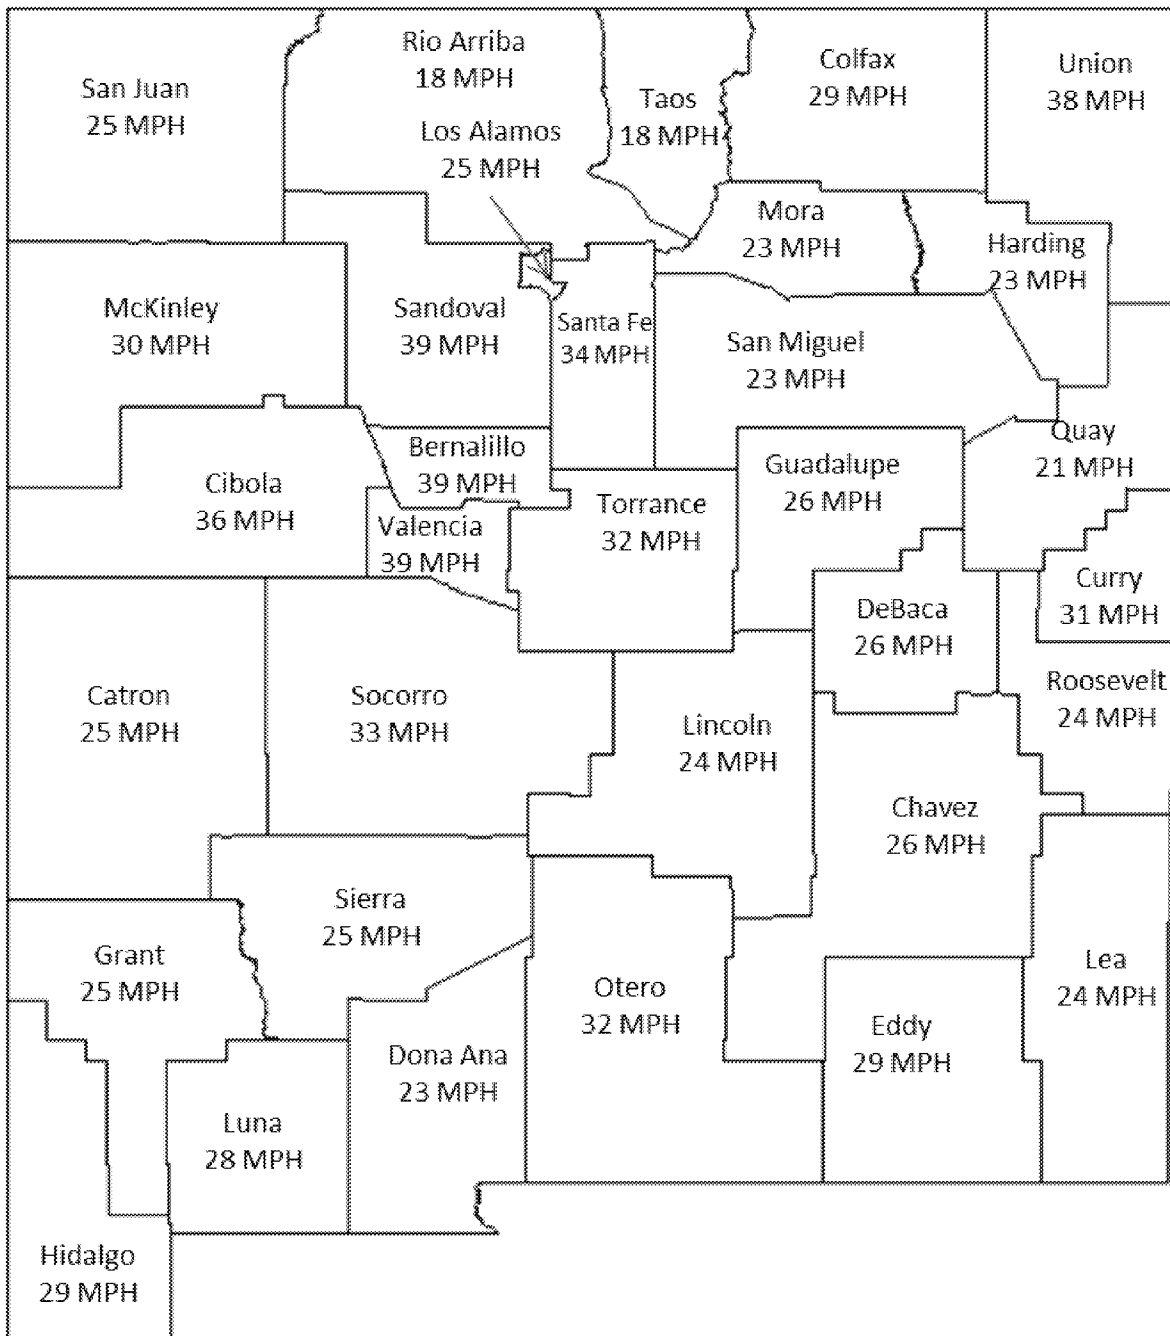 San Juan
25 MPH
Rio Arriba
18 MPH
Los Alamos
25 MPH
Taos
18 MPH
Colfax
29 MPH
Union
38 MPH
Mora
23 MPH
Harding
23 MPH
McKinley
30 MPH
Sandoval
39 MPH
Santa Fe
34 MPH
San Miguel
23 MPH
Cibola
36 MPH
Bernalillo
39 MPH
Valencia
39 MPH
Torrance
32 MPH
Guadalupe
26 MPH
Quay
21 MPH
Curry
31 MPH
DeBaca
26 MPH
Roosevelt
24 MPH
Catron
25 MPH
Socorro
33 MPH
Lincoln
24 MPH
Chavez
26 MPH
Sierra
25 MPH
Grant
25 MPH
Otero
32 MPH
Lea
24 MPH
Eddy
29 MPH
Dona Ana
23 MPH
Luna
28 MPH
Hidalgo
29 MPH